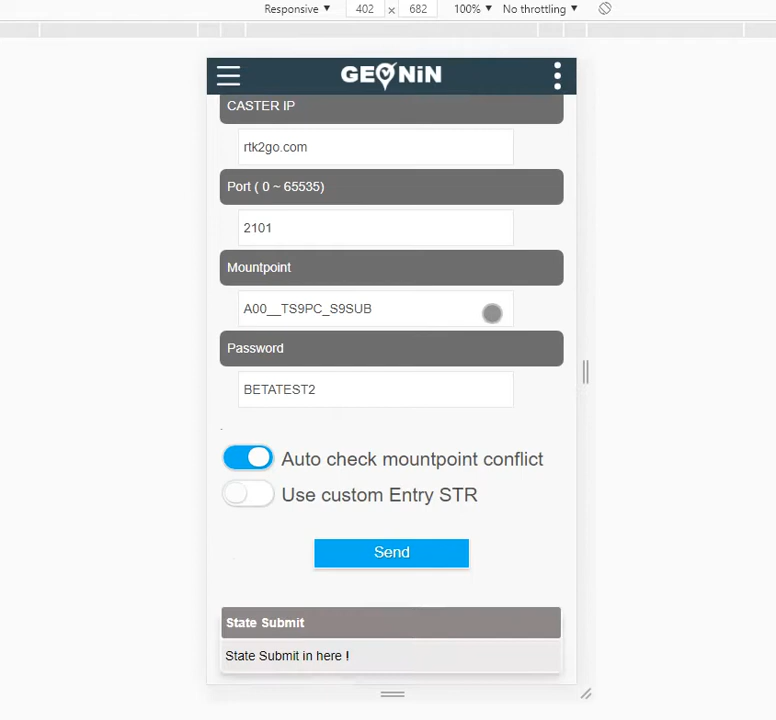 Responsive 402 x 682 100% No throttling
GEONiN
CASTER IP
rtk2go.com
Port ( 0 ~ 65535)
2101
Mountpoint
A00__TS9PC_S9SUB
Password
BETATEST2
Auto check mountpoint conflict
Use custom Entry STR
Send
State Submit
State Submit in here !